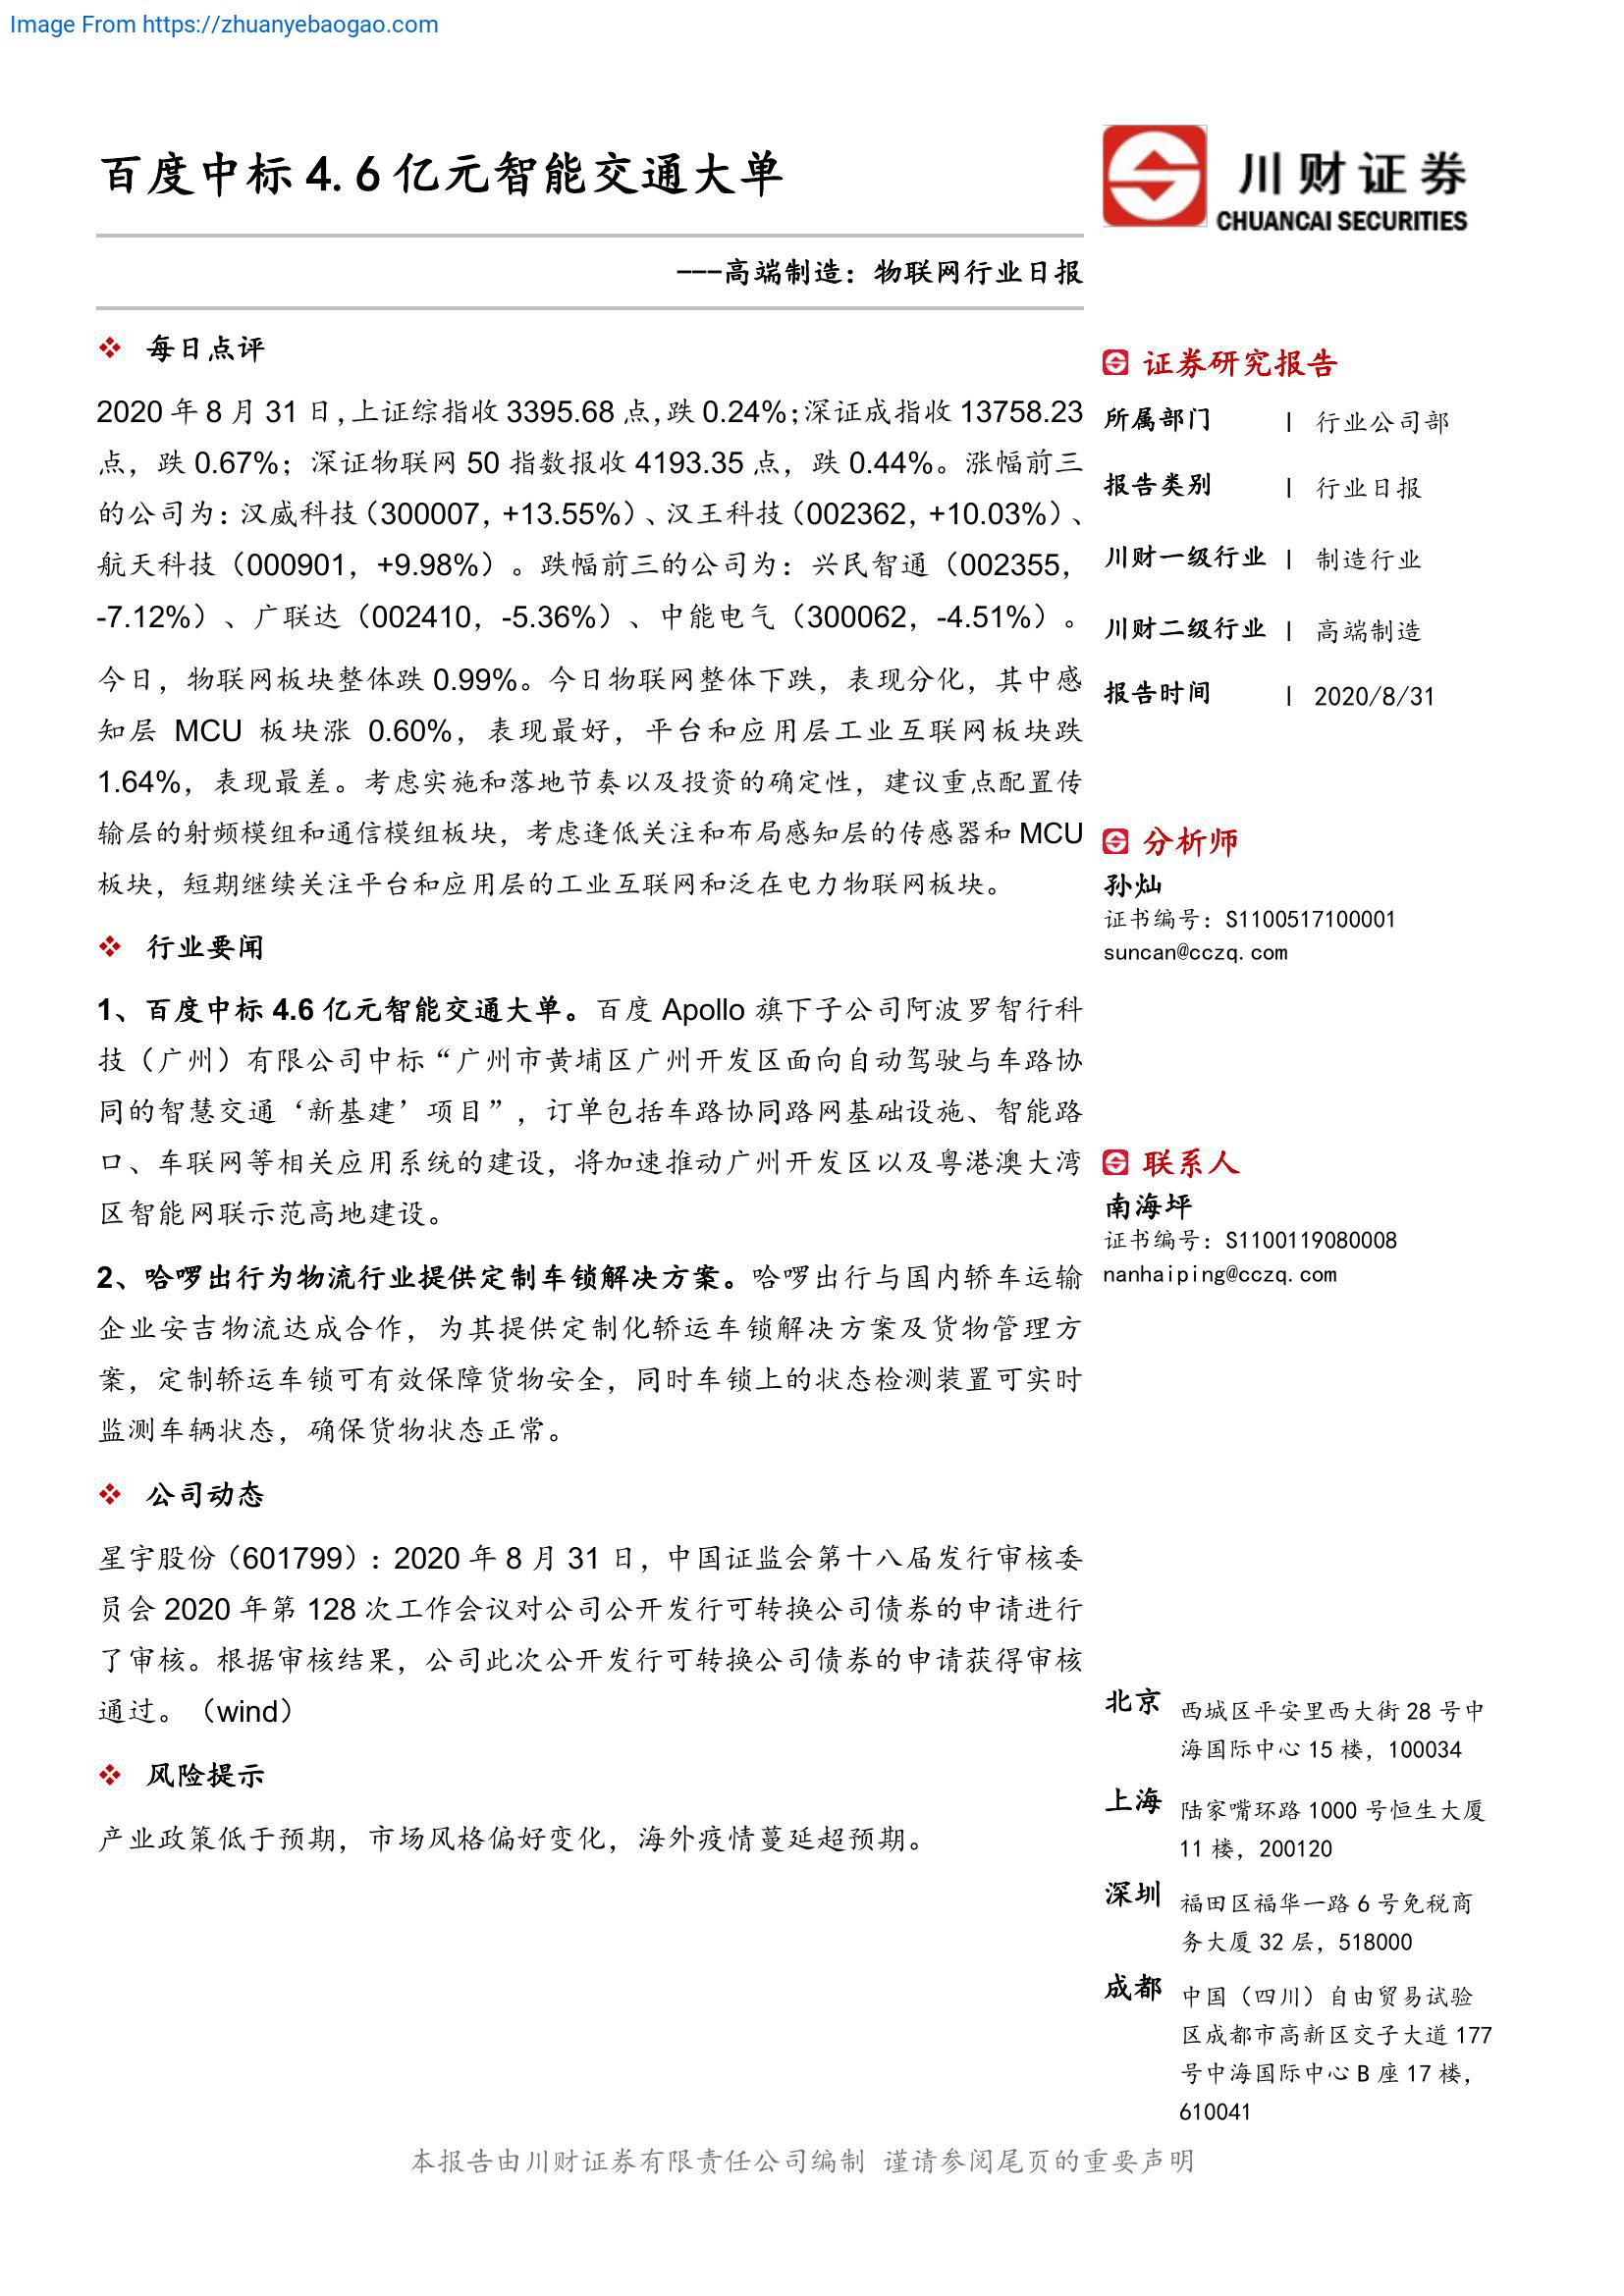 Image From https://zhuanyebaogao.com
百度中标 4.6 亿元智能交通大单
川财证券
CHUANCAI SECURITIES
---高端制造：物联网行业日报
每日点评
2020 年 8 月 31 日，上证综指收 3395.68 点，跌 0.24%；深证成指收 13758.23
点，跌 0.67%；深证物联网 50 指数报收 4193.35 点，跌 0.44%。涨幅前三
的公司为：汉威科技（300007，+13.55%）、汉王科技（002362，+10.03%）、
航天科技（000901，+9.98%）。跌幅前三的公司为：兴民智通（002355，
-7.12%）、广联达（002410，-5.36%）、中能电气（300062，-4.51%）。
今日，物联网板块整体跌 0.99%。今日物联网整体下跌，表现分化，其中感
知层 MCU 板块涨 0.60%，表现最好，平台和应用层工业互联网板块跌
1.64%，表现最差。考虑实施和落地节奏以及投资的确定性，建议重点配置传
输层的射频模组和通信模组板块，考虑逢低关注和布局感知层的传感器和 MCU
板块，短期继续关注平台和应用层的工业互联网和泛在电力物联网板块。
行业要闻
1、百度中标 4.6 亿元智能交通大单。百度 Apollo 旗下子公司阿波罗智行科
技（广州）有限公司中标“广州市黄埔区广州开发区面向自动驾驶与车路协
同的智慧交通‘新基建’项目”，订单包括车路协同路网基础设施、智能路
口、车联网等相关应用系统的建设，将加速推动广州开发区以及粤港澳大湾
区智能网联示范高地建设。
2、哈啰出行为物流行业提供定制车锁解决方案。哈啰出行与国内轿车运输
企业安吉物流达成合作，为其提供定制化轿运车锁解决方案及货物管理方
案，定制轿运车锁可有效保障货物安全，同时车锁上的状态检测装置可实时
监测车辆状态，确保货物状态正常。
公司动态
星宇股份（601799）：2020 年 8 月 31 日，中国证监会第十八届发行审核委
员会 2020 年第 128 次工作会议对公司公开发行可转换公司债券的申请进行
了审核。根据审核结果，公司此次公开发行可转换公司债券的申请获得审核
通过。（wind）
风险提示
产业政策低于预期，市场风格偏好变化，海外疫情蔓延超预期。
证券研究报告
所属部门 | 行业公司部
报告类别 | 行业日报
川财一级行业 | 制造行业
川财二级行业 | 高端制造
报告时间 | 2020/8/31
分析师
孙灿
证书编号：S1100517100001
suncan@cczq.com
联系人
南海坪
证书编号：S1100119080008
nanhaiping@cczq.com
北京 西城区平安里西大街 28 号中
海国际中心 15 楼，100034
上海 陆家嘴环路 1000 号恒生大厦
11 楼，200120
深圳 福田区福华一路 6 号免税商
务大厦 32 层，518000
成都 中国（四川）自由贸易试验
区成都市高新区交子大道 177
号中海国际中心 B 座 17 楼，
610041
本报告由川财证券有限责任公司编制 谨请参阅尾页的重要声明